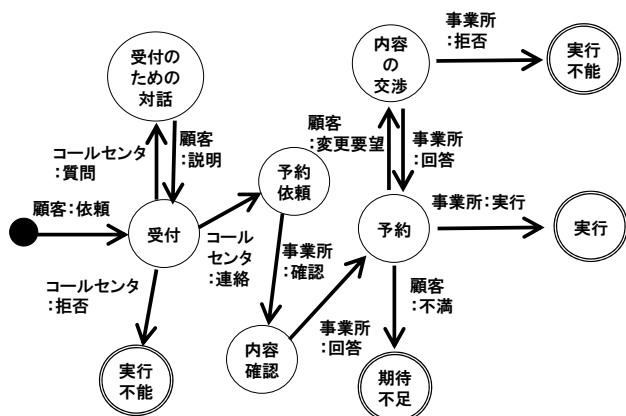 受付の
ための
対話
コールセンタ
:質問
顧客
:説明
顧客:依頼
受付
コールセンタ
:拒否
実行
不能
コール
センタ
:連絡
予約
依頼
事業所
:確認
内容
確認
事業所
:回答
内容
の
交渉
事業所
:拒否
実行
不能
顧客
:変更要望
事業所
:回答
予約
事業所:実行
実行
顧客
:不満
期待
不足